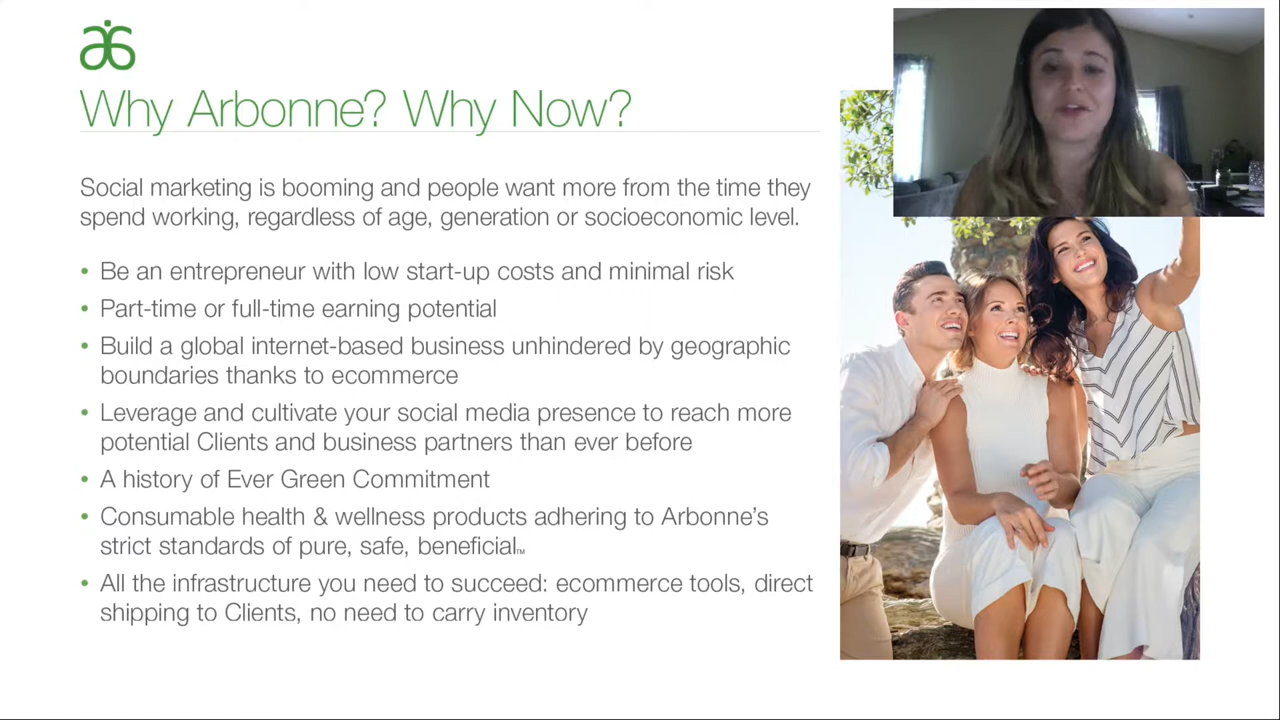 Why Arbonne? Why Now?
Social marketing is booming and people want more from the time they
spend working, regardless of age, generation or socioeconomic level.
• Be an entrepreneur with low start-up costs and minimal risk
• Part-time or full-time earning potential
• Build a global internet-based business unhindered by geographic
boundaries thanks to ecommerce
• Leverage and cultivate your social media presence to reach more
potential Clients and business partners than ever before
• A history of Ever Green Commitment
• Consumable health & wellness products adhering to Arbonne’s
strict standards of pure, safe, beneficial™
• All the infrastructure you need to succeed: ecommerce tools, direct
shipping to Clients, no need to carry inventory